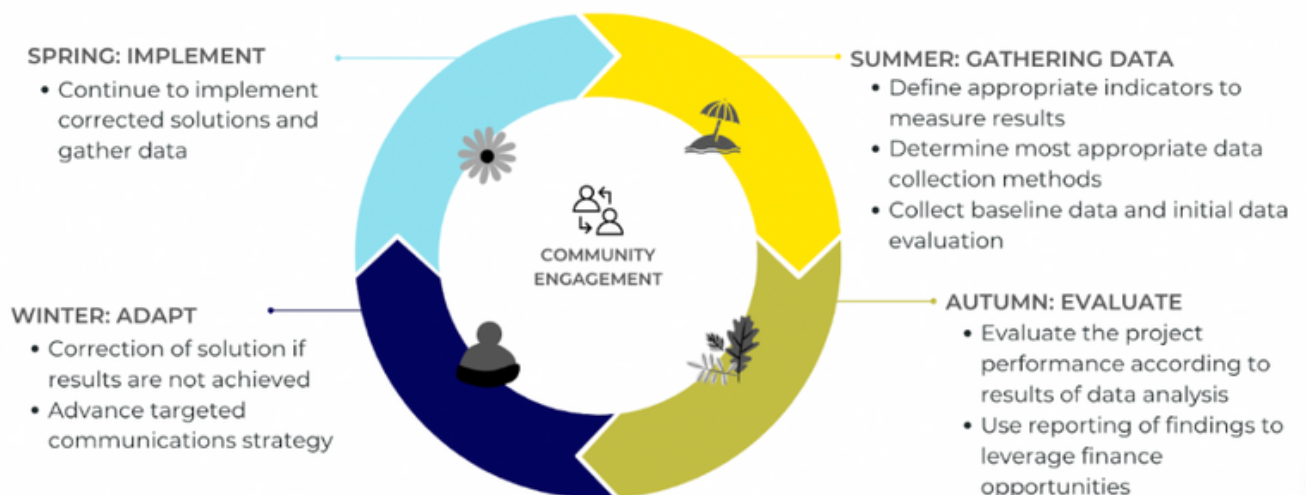 SPRING: IMPLEMENT
• Continue to implement
corrected solutions and
gather data
SUMMER: GATHERING DATA
• Define appropriate indicators to
measure results
• Determine most appropriate data
collection methods
• Collect baseline data and initial data
evaluation
COMMUNITY
ENGAGEMENT
WINTER: ADAPT
• Correction of solution if
results are not achieved
• Advance targeted
communications strategy
AUTUMN: EVALUATE
• Evaluate the project
performance according to
results of data analysis
• Use reporting of findings to
leverage finance
opportunities